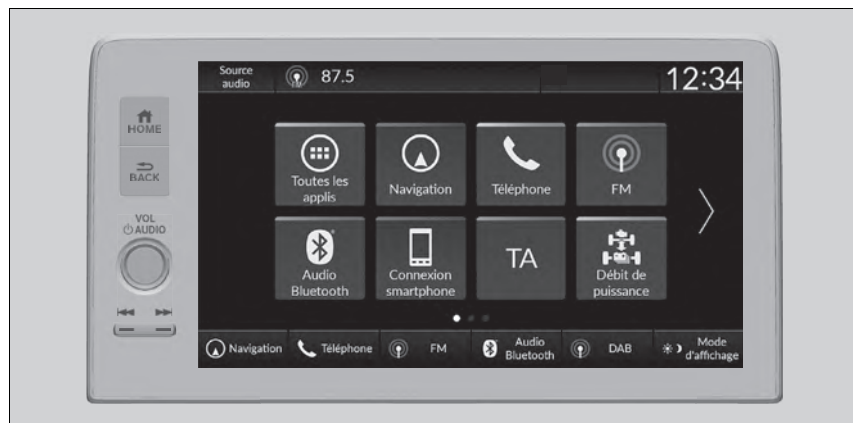 Source
audio
87.5
12:34
HOME
BACK
VOL
AUDIO
Toutes les
applis
Navigation
Téléphone
FM
Audio
Bluetooth
Connexion
smartphone
TA
Débit de
puissance
Navigation
Téléphone
FM
Audio
Bluetooth
DAB
Mode
d'affichage